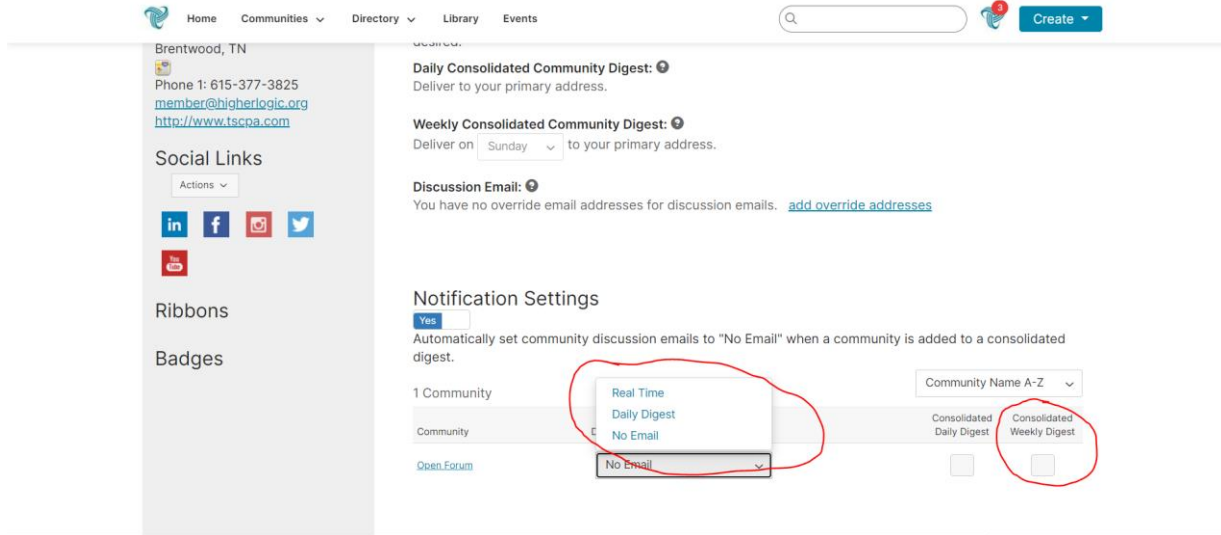 Home Communities Directory Library Events
3
Create
Brentwood, TN
Phone 1: 615-377-3825
member@higherlogic.org
http://www.tscpa.com
Social Links
Actions
in f
You Tube
Ribbons
Badges
desired.
Daily Consolidated Community Digest:
Deliver to your primary address.
Weekly Consolidated Community Digest:
Deliver on Sunday to your primary address.
Discussion Email:
You have no override email addresses for discussion emails. add override addresses
Notification Settings
Yes
Automatically set community discussion emails to "No Email" when a community is added to a consolidated
digest.
1 Community
Community Name A-Z
Real Time
Daily Digest
No Email
Community
Consolidated
Daily Digest
Consolidated
Weekly Digest
Open Forum
No Email